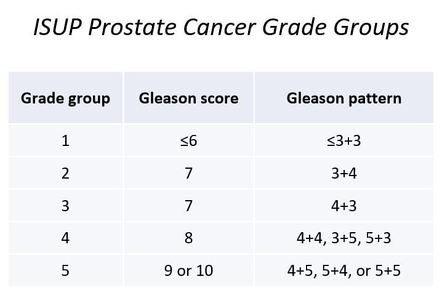 ISUP Prostate Cancer Grade Groups
Grade group Gleason score Gleason pattern
1 ≤6 ≤3+3
2 7 3+4
3 7 4+3
4 8 4+4, 3+5, 5+3
5 9 or 10 4+5, 5+4, or 5+5